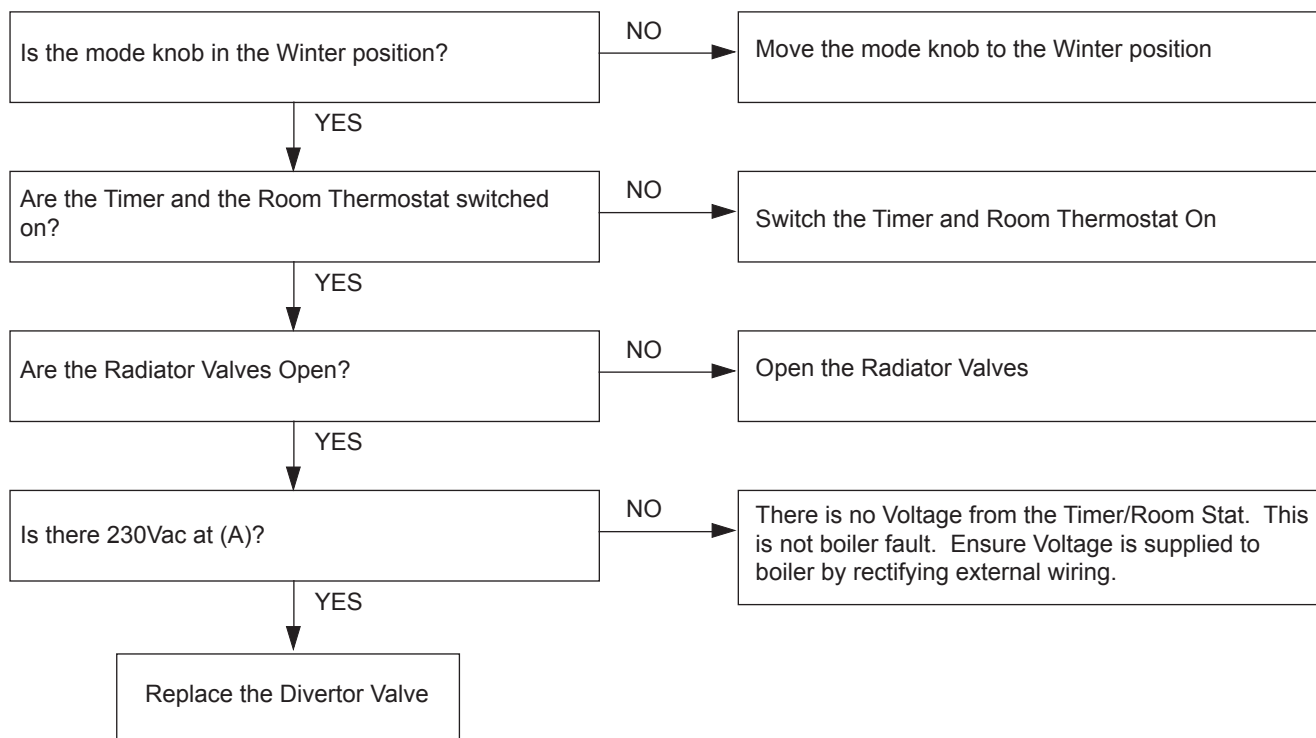 Is the mode knob in the Winter position?
NO
Move the mode knob to the Winter position
YES
Are the Timer and the Room Thermostat switched
on?
NO
Switch the Timer and Room Thermostat On
YES
Are the Radiator Valves Open?
NO
Open the Radiator Valves
YES
Is there 230Vac at (A)?
NO
There is no Voltage from the Timer/Room Stat.  This
is not boiler fault.  Ensure Voltage is supplied to
boiler by rectifying external wiring.
YES
Replace the Divertor Valve